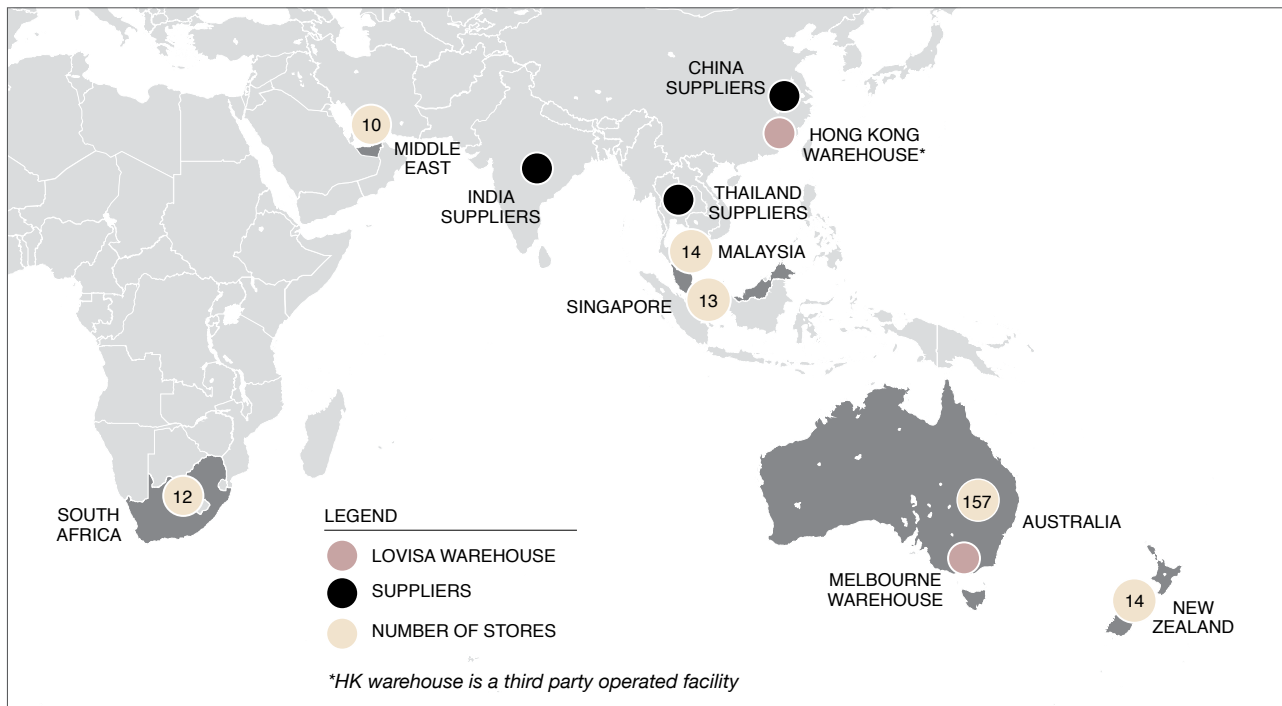 CHINA
SUPPLIERS
10
HONG KONG
WAREHOUSE*
MIDDLE
EAST
INDIA
SUPPLIERS
THAILAND
SUPPLIERS
14
MALAYSIA
SINGAPORE
13
12
SOUTH
AFRICA
157
AUSTRALIA
MELBOURNE
WAREHOUSE
14
NEW
ZEALAND
LEGEND
LOVISA WAREHOUSE
SUPPLIERS
NUMBER OF STORES
*HK warehouse is a third party operated facility